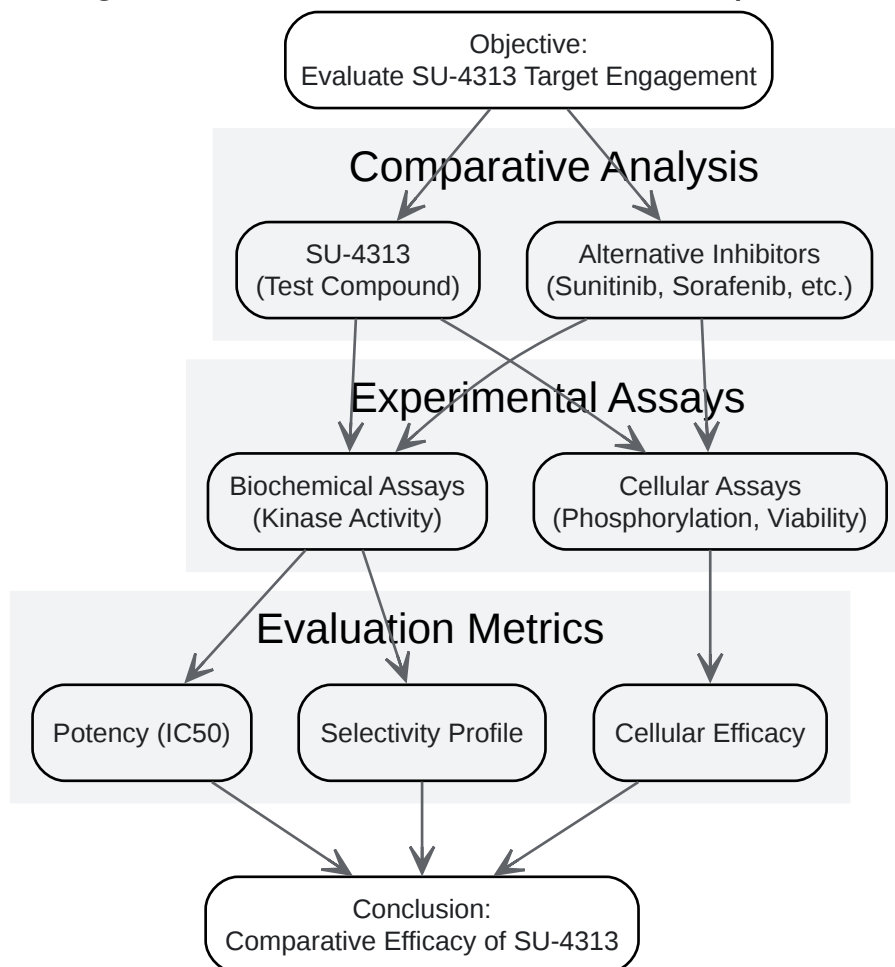 Objective:
Evaluate SU-4313 Target Engagement
Comparative Analysis
SU-4313
(Test Compound)
Alternative Inhibitors
(Sunitinib, Sorafenib, etc.)
Experimental Assays
Biochemical Assays
(Kinase Activity)
Cellular Assays
(Phosphorylation, Viability)
Evaluation Metrics
Potency (IC50)
Selectivity Profile
Cellular Efficacy
Conclusion:
Comparative Efficacy of SU-4313